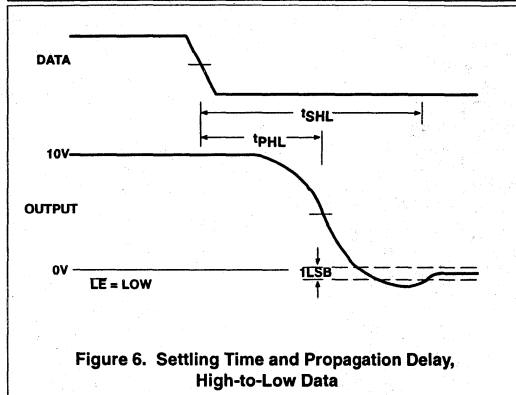 DATA
tSHL
tPHL
10V
OUTPUT
0V
1LSB
LE = LOW
Figure 6. Settling Time and Propagation Delay,
High-to-Low Data